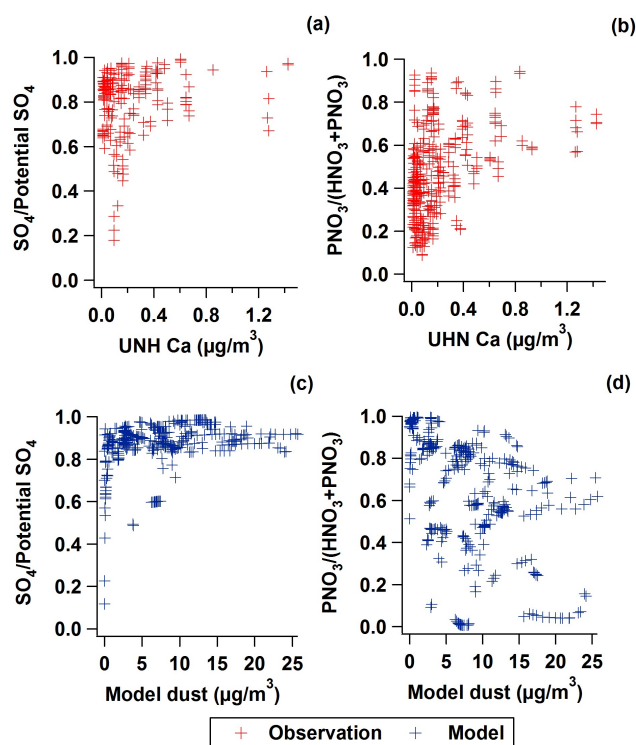 (a)
(b)
SO4/Potential SO4
1.0
0.8
0.6
0.4
0.2
0.0
0.0 0.4 0.8 1.2
UNH Ca (µg/m³)
PNO3/(HNO3+PNO3)
1.0
0.8
0.6
0.4
0.2
0.0
0.0 0.4 0.8 1.2
UHN Ca (µg/m³)
(c)
(d)
SO4/Potential SO4
1.0
0.8
0.6
0.4
0.2
0.0
0 5 10 15 20 25
Model dust (µg/m³)
PNO3/(HNO3+PNO3)
1.0
0.8
0.6
0.4
0.2
0.0
0 5 10 15 20 25
Model dust (µg/m³)
Observation Model